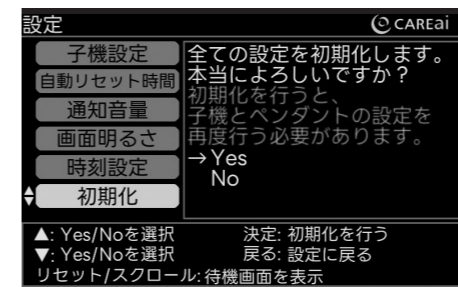 設定
CAREai
子機設定
自動リセット時間
通知音量
画面明るさ
時刻設定
初期化
全ての設定を初期化します。
本当によろしいですか？
初期化を行うと、
子機とペンダントの設定を
再度行う必要があります。
→Yes
No
▲: Yes/Noを選択 決定: 初期化を行う
▼: Yes/Noを選択 戻る: 設定に戻る
リセット/スクロール: 待機画面を表示